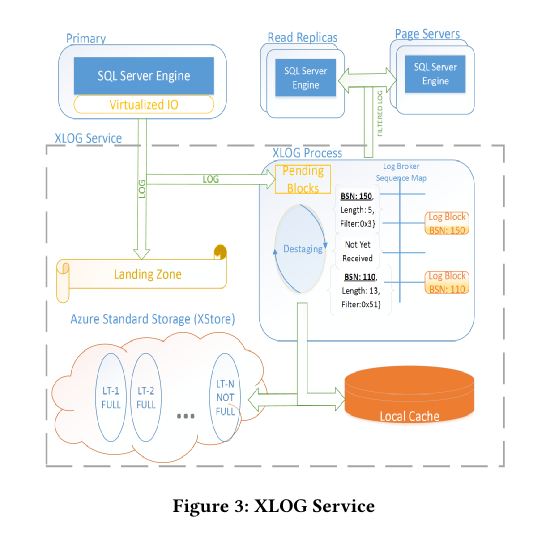 Primary
Read Replicas
Page Servers
SQL Server Engine
Virtualized IO
SQL Server
Engine
SQL Server
Engine
FILTERED LOG
XLOG Service
XLOG Process
LOG
LOG
Pending
Blocks
Log Broker
Sequence Map
BSN: 150,
Length: 5,
Filter:0x3}
Log Block
BSN: 150
Destaging
Not Yet
Received
BSN: 110,
Length: 13,
Filter:0x51}
Log Block
BSN: 110
Landing Zone
Azure Standard Storage (XStore)
LT-1
FULL
LT-2
FULL
...
LT-N
NOT
FULL
Local Cache
Figure 3: XLOG Service